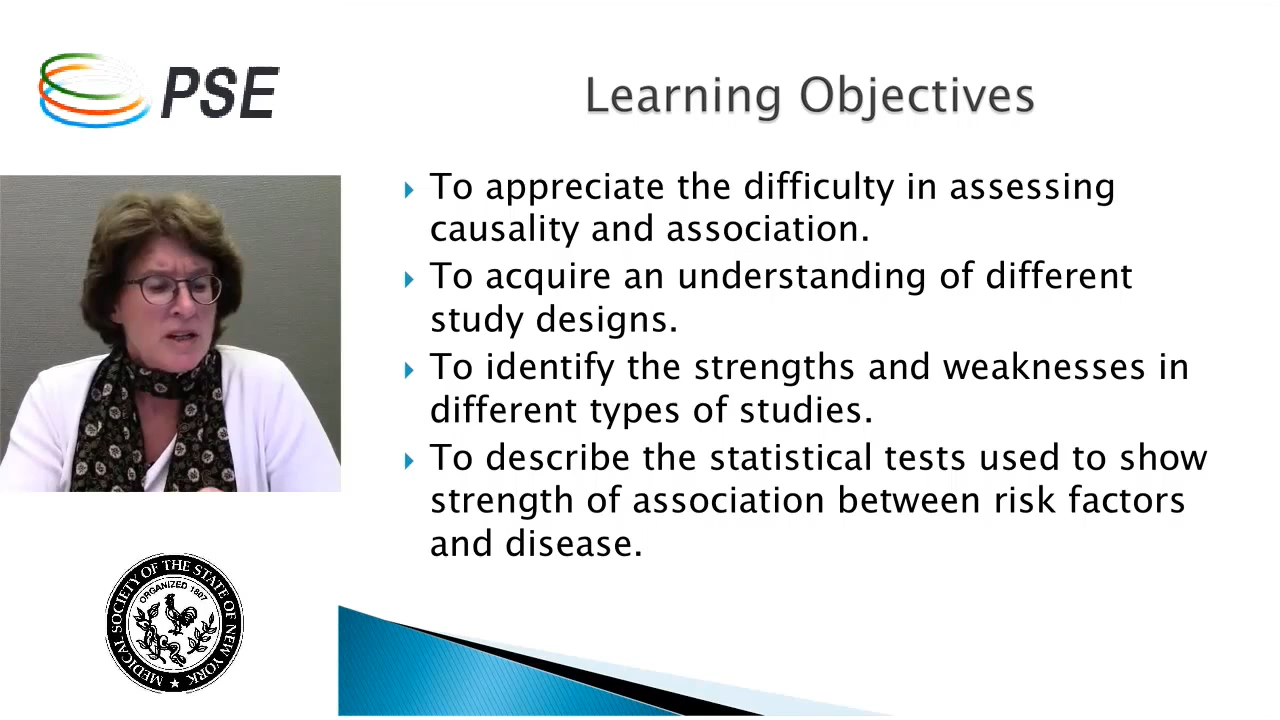 PSE
Learning Objectives
To appreciate the difficulty in assessing
causality and association.
To acquire an understanding of different
study designs.
To identify the strengths and weaknesses in
different types of studies.
To describe the statistical tests used to show
strength of association between risk factors
and disease.
MEDICAL SOCIETY OF THE STATE OF NEW YORK
ORGANIZED 1807